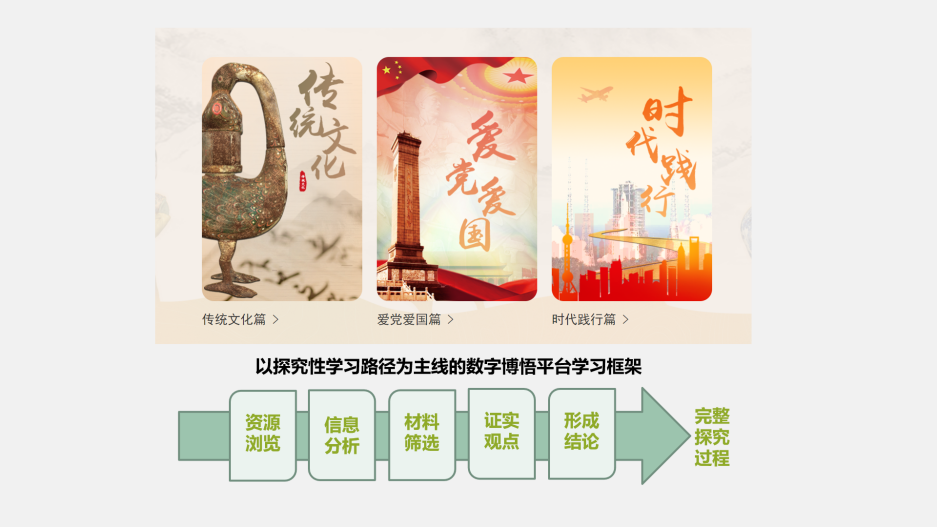 传统文化
爱党爱国
时代践行
传统文化篇 >
爱党爱国篇 >
时代践行篇 >
以探究性学习路径为主线的数字博悟平台学习框架
资源
浏览
信息
分析
材料
筛选
证实
观点
形成
结论
完整
探究
过程